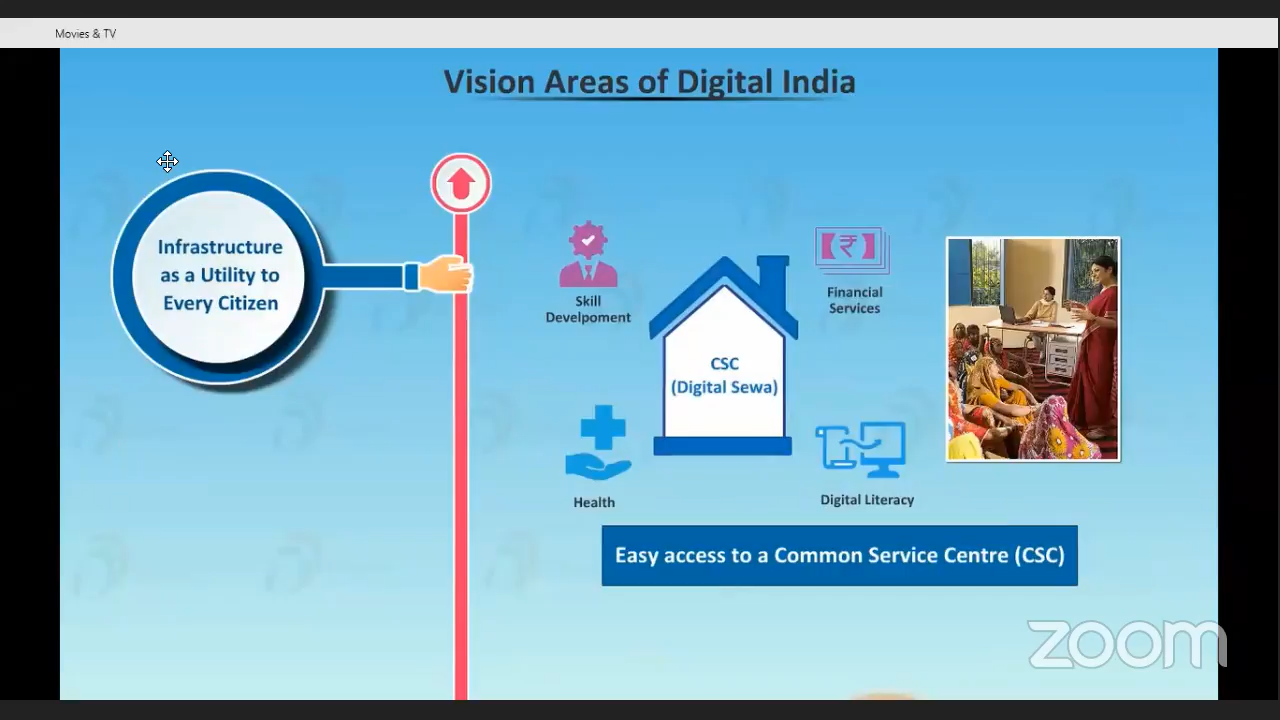 Movies & TV
Vision Areas of Digital India
Infrastructure
as a Utility to
Every Citizen
Skill
Develpoment
Financial
Services
CSC
(Digital Sewa)
Health
Digital Literacy
Easy access to a Common Service Centre (CSC)
zoom